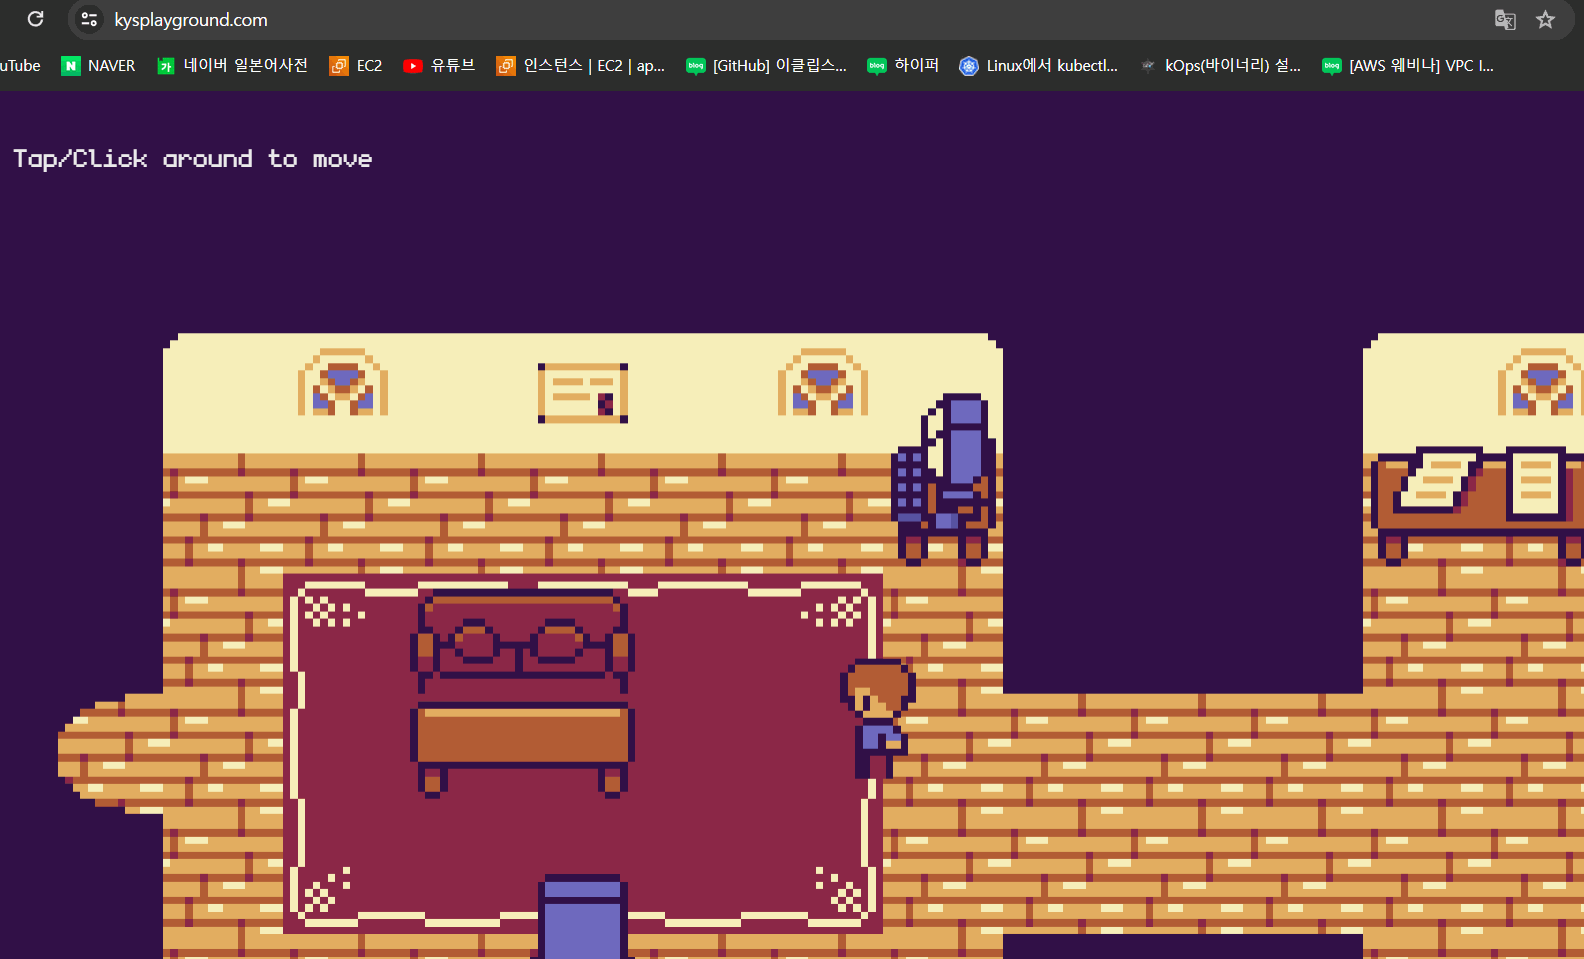 kysplayground.com
uTube NAVER 네이버 일본어사전 EC2 유튜브 인스턴스 | EC2 | ap... [GitHub] 이클립스... 하이퍼 Linux에서 kubectl... kOps(바이너리) 설... [AWS 웨비나] VPC I...
Tap/Click around to move